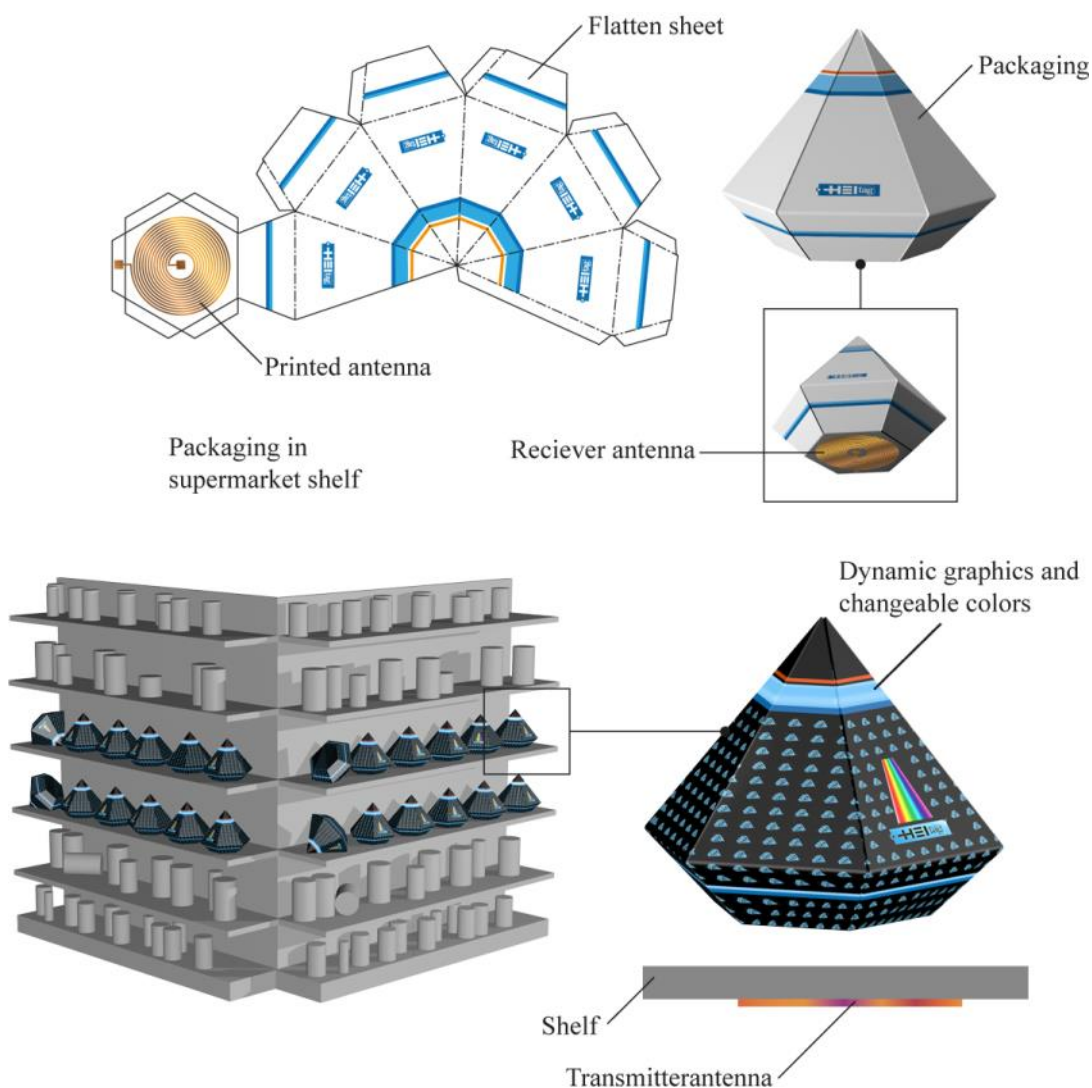 Flatten sheet
Packaging
Printed antenna
Packaging in
supermarket shelf
Reciever antenna
Dynamic graphics and
changeable colors
Shelf
Transmitterantenna